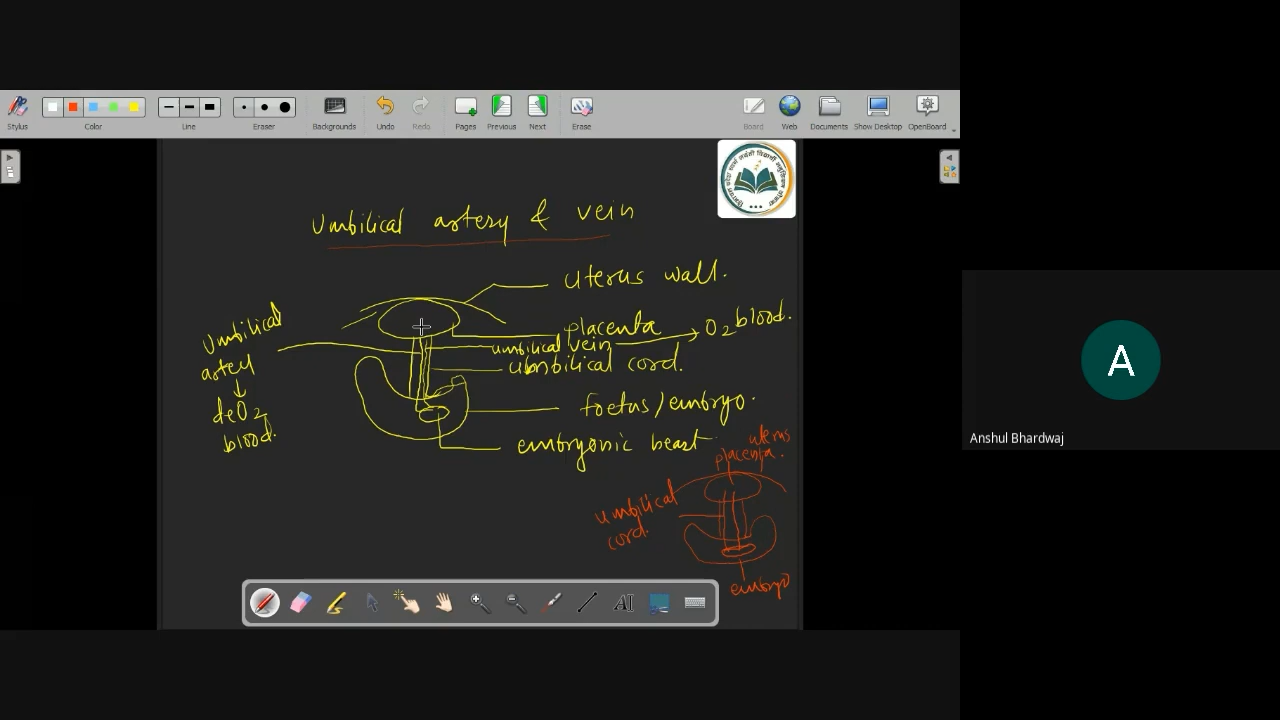 Stylus
Color
Line
Eraser
Backgrounds
Undo
Redo
Pages
Previous
Next
Erase
Board
Web
Documents
Show Desktop
OpenBoard
Umbilical artery & vein
uterus wall.
placenta → O2 blood.
umbilical vein
umbilical cord.
foetus/embryo.
embryonic beast
Umbilical
artery
↓
deO2
blood.
uterus
placenta.
umbilical
cord.
embryo
AI
A
Anshul Bhardwaj